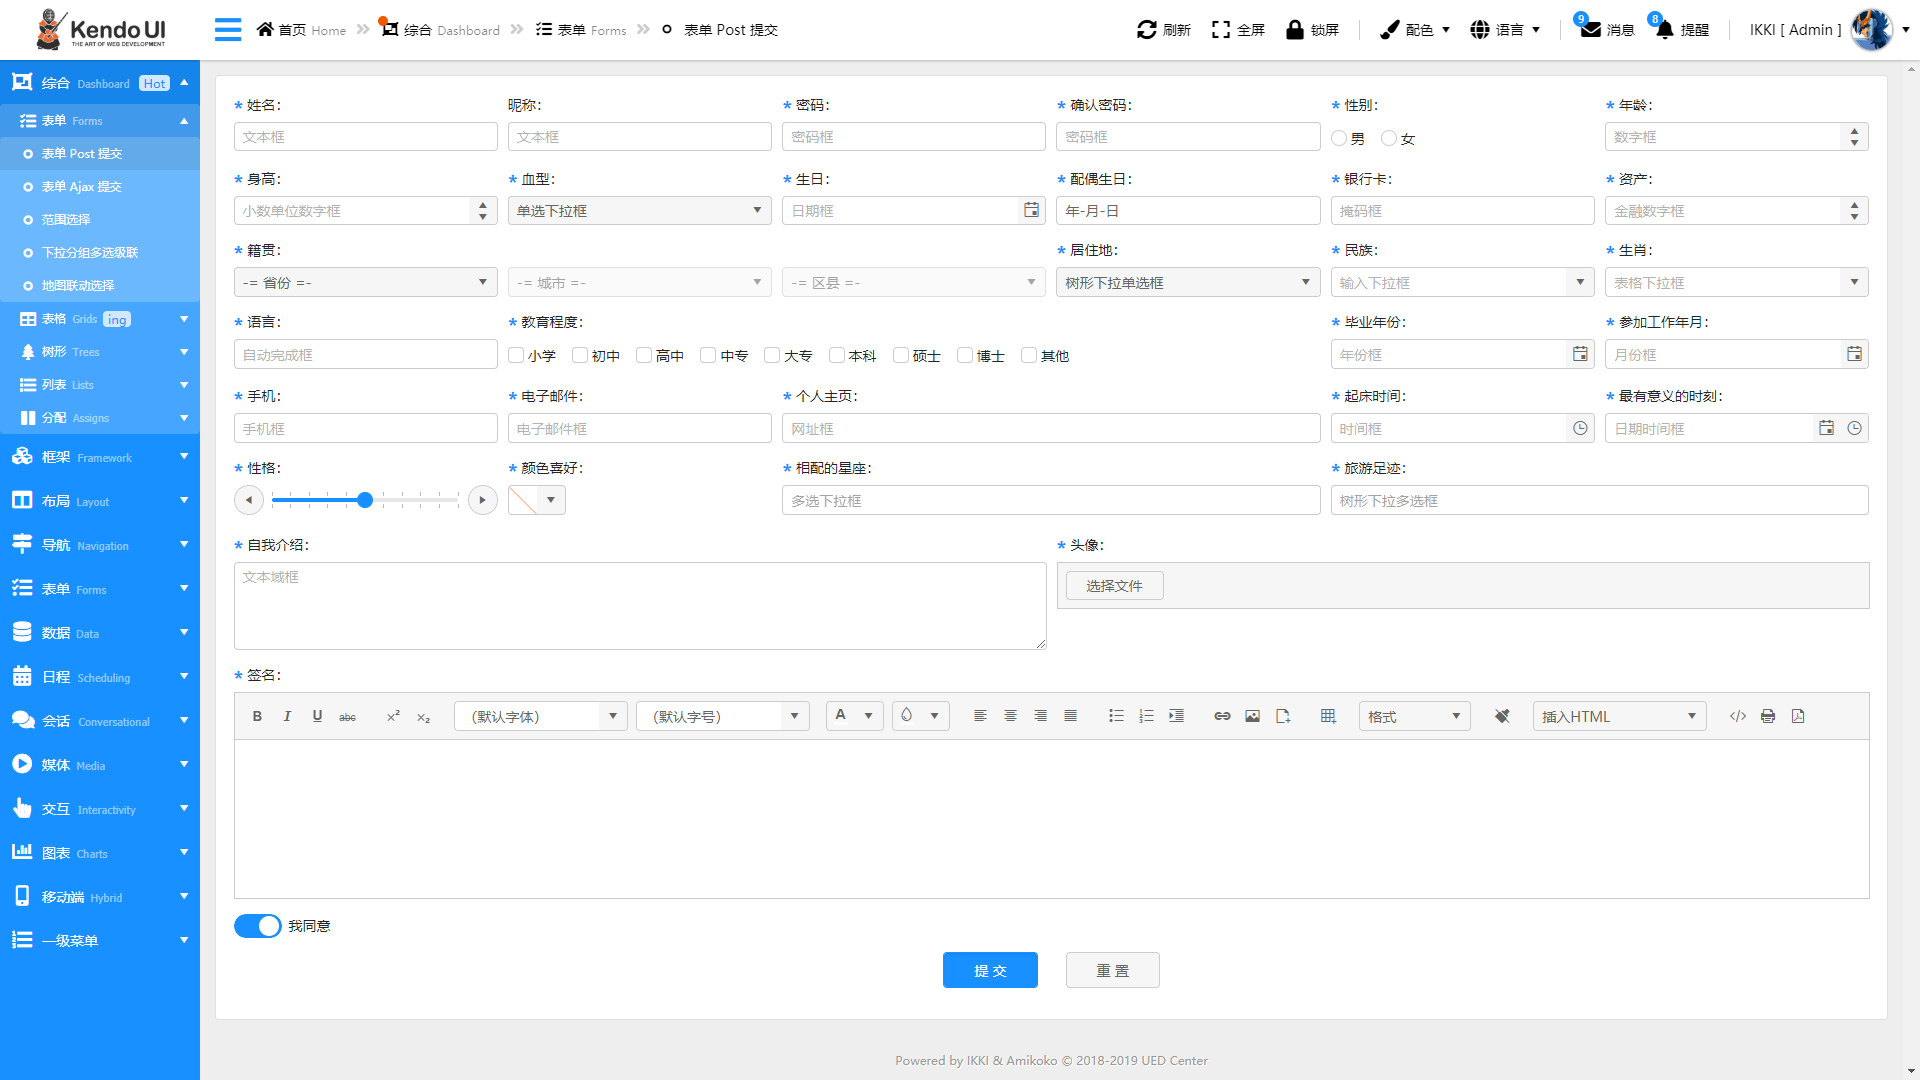 Kendo UI
THE ART OF WEB DEVELOPMENT
首页 Home 综合 Dashboard 表单 Forms 表单 Post 提交
刷新 全屏 锁屏 配色 语言 9 消息 8 提醒 IKKI [ Admin ]
综合 Dashboard Hot
表单 Forms
表单 Post 提交
表单 Ajax 提交
范围选择
下拉分组多选级联
地图联动选择
表格 Grids ing
树形 Trees
列表 Lists
分配 Assigns
框架 Framework
布局 Layout
导航 Navigation
表单 Forms
数据 Data
日程 Scheduling
会话 Conversational
媒体 Media
交互 Interactivity
图表 Charts
移动端 Hybrid
一级菜单
* 姓名: 昵称: * 密码: * 确认密码: * 性别: * 年龄:
文本框 文本框 密码框 密码框 男 女 数字框
* 身高: * 血型: * 生日: * 配偶生日: * 银行卡: * 资产:
小数单位数字框 单选下拉框 日期框 年-月-日 掩码框 金融数字框
* 籍贯: * 居住地: * 民族: * 生肖:
-= 省份 =- -= 城市 =- -= 区县 =- 树形下拉单选框 输入下拉框 表格下拉框
* 语言: * 教育程度: * 毕业年份: * 参加工作年月:
自动完成框 小学 初中 高中 中专 大专 本科 硕士 博士 其他 年份框 月份框
* 手机: * 电子邮件: * 个人主页: * 起床时间: * 最有意义的时刻:
手机框 电子邮件框 网址框 时间框 日期时间框
* 性格: * 颜色喜好: * 相配的星座: * 旅游足迹:
多选下拉框 树形下拉多选框
* 自我介绍: * 头像:
文本域框 选择文件
* 签名:
B I U abc x² x₂ (默认字体) (默认字号) A 格式 插入HTML
我同意
提 交 重 置
Powered by IKKI & Amikoko © 2018-2019 UED Center